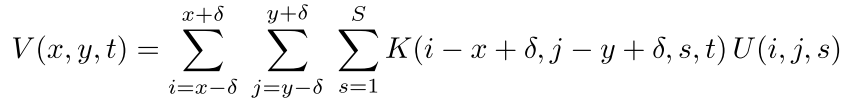 V(x, y, t) = \sum_{i=x-\delta}^{x+\delta} \sum_{j=y-\delta}^{y+\delta} \sum_{s=1}^{S} K(i - x + \delta, j - y + \delta, s, t) U(i, j, s)